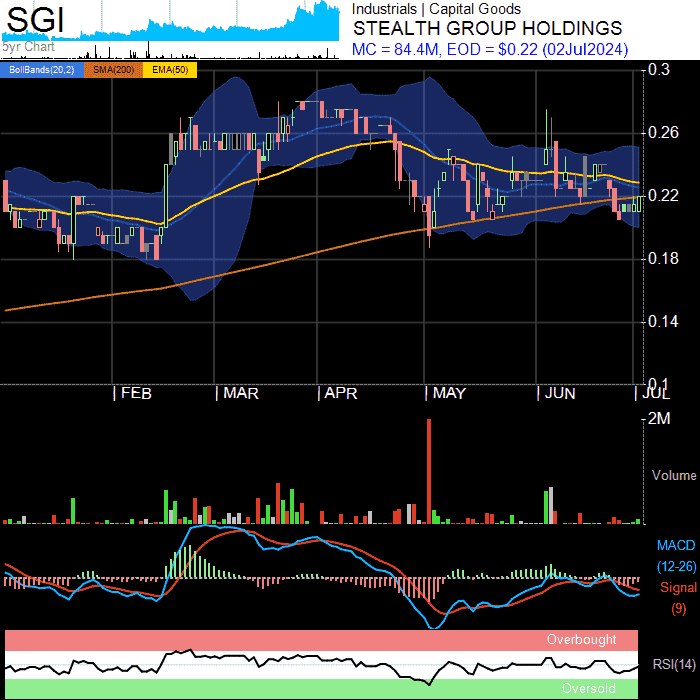 SGI
5yr Chart
Industrials | Capital Goods
STEALTH GROUP HOLDINGS
MC = 84.4M, EOD = $0.22 (02Jul2024)
BollBands(20,2) SMA(200) EMA(50)
0.3
0.26
0.22
0.18
0.14
0.1
FEB MAR APR MAY JUN JUL
2M
Volume
MACD
(12-26)
Signal
(9)
Overbought
RSI(14)
Oversold